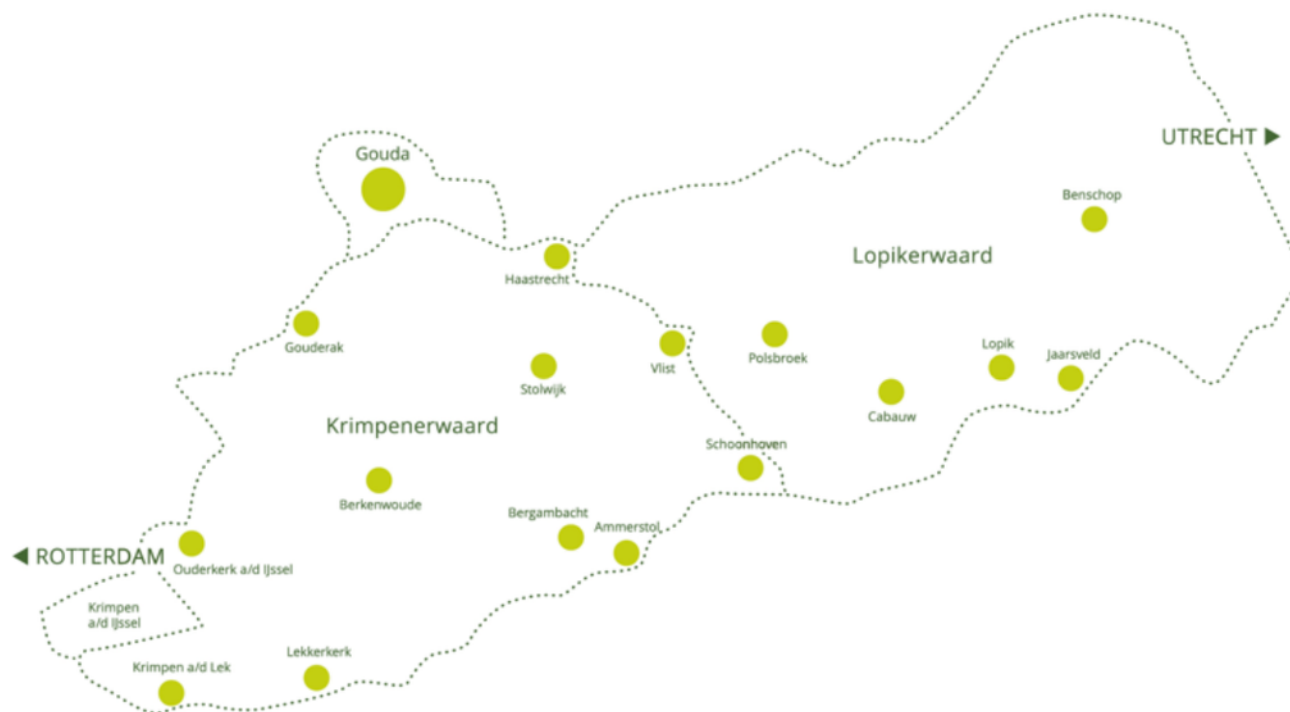 UTRECHT
Gouda
Benschop
Lopikerwaard
Haastrecht
Gouderak
Polsbroek
Lopik
Jaarsveld
Vlist
Stolwijk
Cabauw
Krimpenerwaard
Schoonhoven
Berkenwoude
Bergambacht
Ammerstol
ROTTERDAM
Ouderkerk a/d IJssel
Krimpen
a/d IJssel
Lekkerkerk
Krimpen a/d Lek